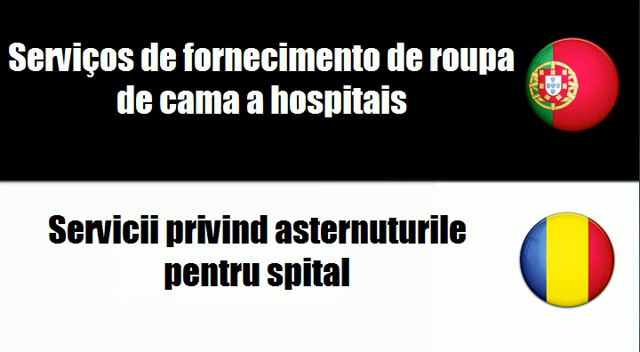 Serviços de fornecimento de roupa
de cama a hospitais
Servicii privind asternuturile
pentru spital